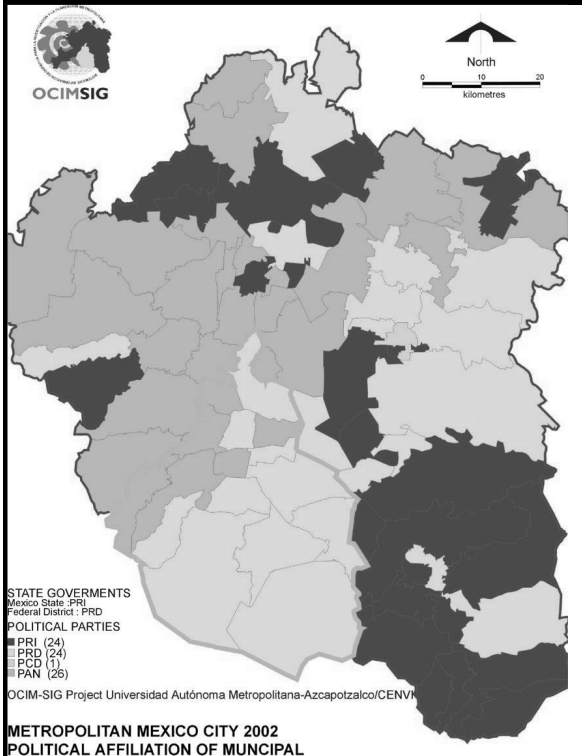 OCIMSIG
North
0 10 20
kilometres
STATE GOVERMENTS
Mexico State :PRI
Federal District : PRD
POLITICAL PARTIES
PRI (24)
PRD (24)
PCD (1)
PAN (26)
OCIM-SIG Project Universidad Autónoma Metropolitana-Azcapotzalco/CENV
METROPOLITAN MEXICO CITY 2002
POLITICAL AFFILIATION OF MUNCIPAL